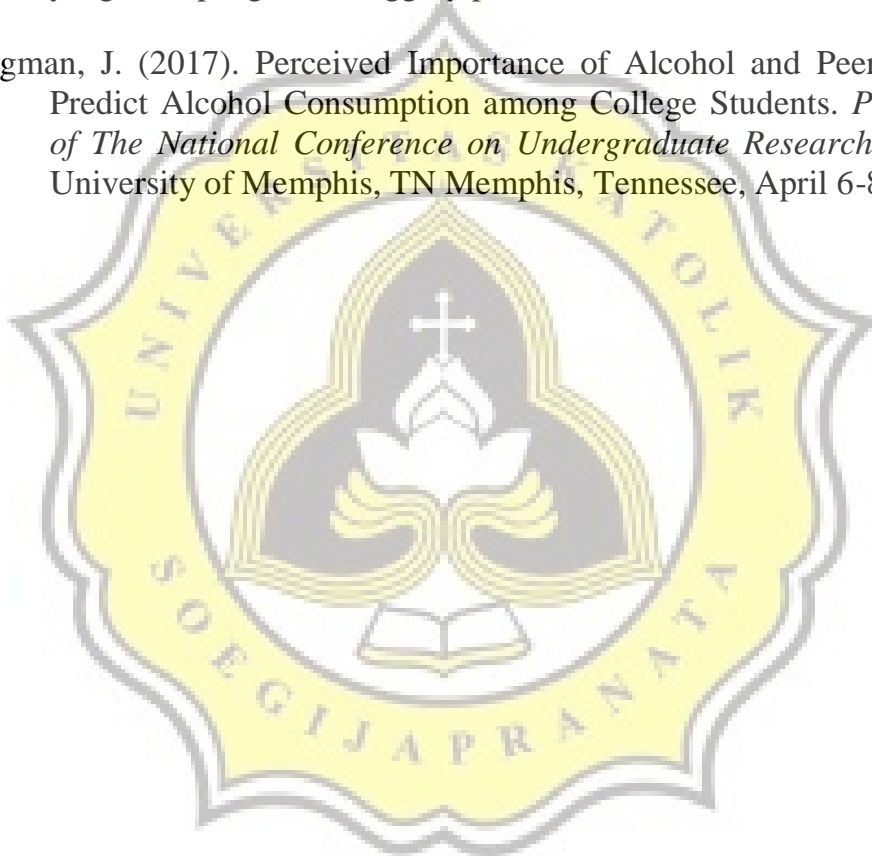 gman, J. (2017). Perceived Importance of Alcohol and Peer
Predict Alcohol Consumption among College Students. P
of The National Conference on Undergraduate Research
University of Memphis, TN Memphis, Tennessee, April 6-8
UNIVERSITAS KATOLIK
SOEGIJAPRANATA